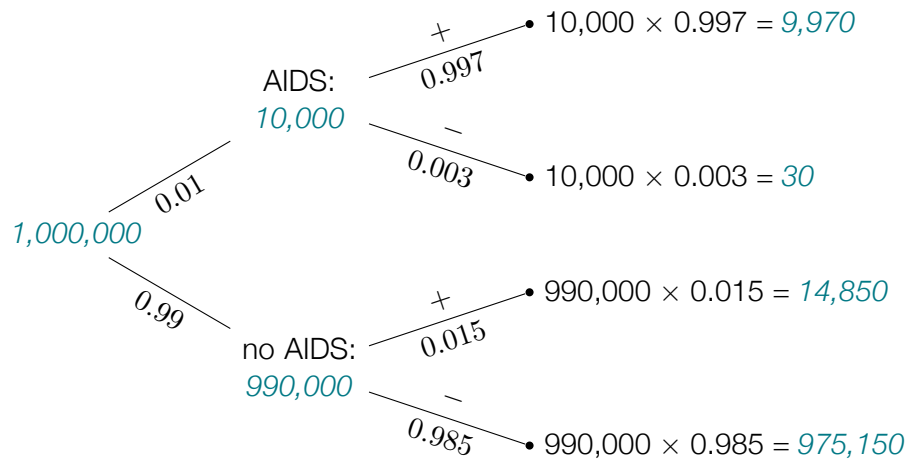 +
10,000 × 0.997 = 9,970
0.997
AIDS:
10,000
−
0.003
10,000 × 0.003 = 30
0.01
1,000,000
0.99
+
990,000 × 0.015 = 14,850
0.015
no AIDS:
990,000
−
0.985
990,000 × 0.985 = 975,150